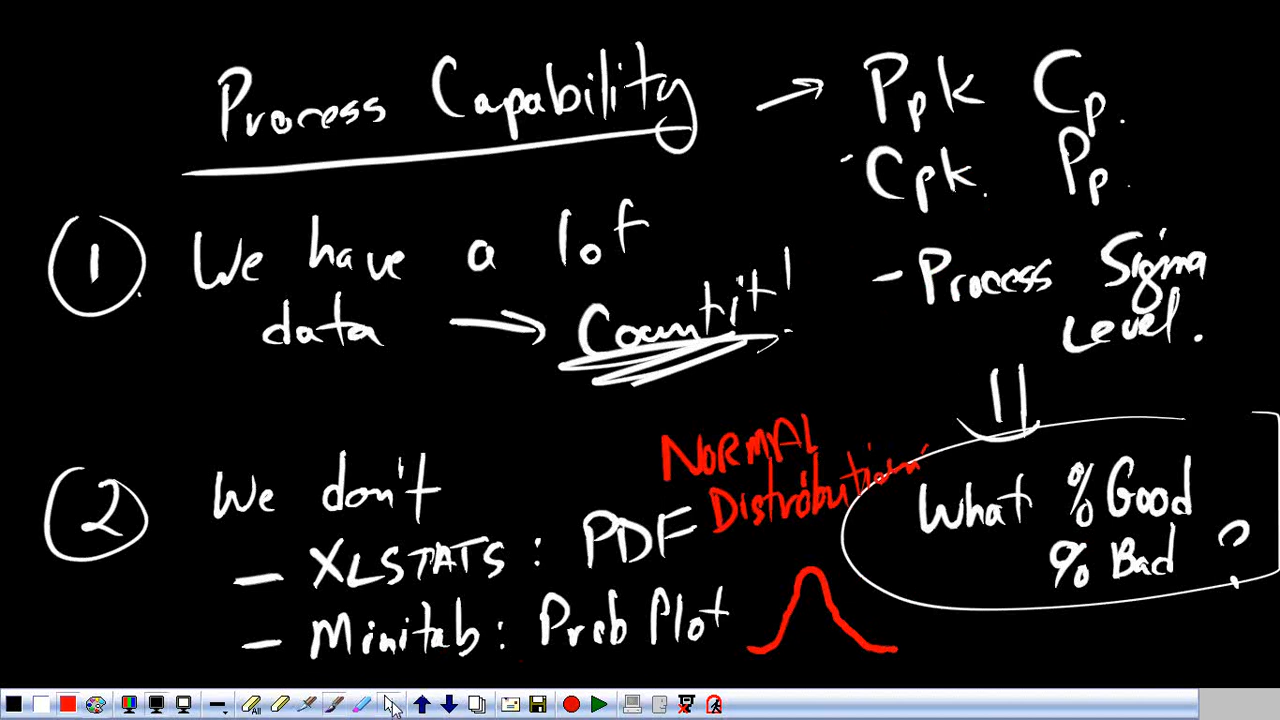 Process Capability → Ppk Cp.
Cpk. Pp.
- Process Sigma
Level.
1 We have a lot
data → Count it!
What % Good
% Bad ?
2 We don't
- XLSTATS : PDF
- Minitab : Prob Plot
NORMAL
Distribution
All